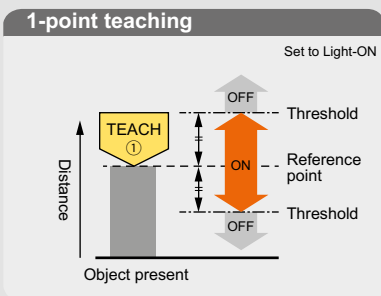 1-point teaching
Set to Light-ON
OFF
Threshold
TEACH
①
ON
Reference
point
Distance
Threshold
OFF
Object present